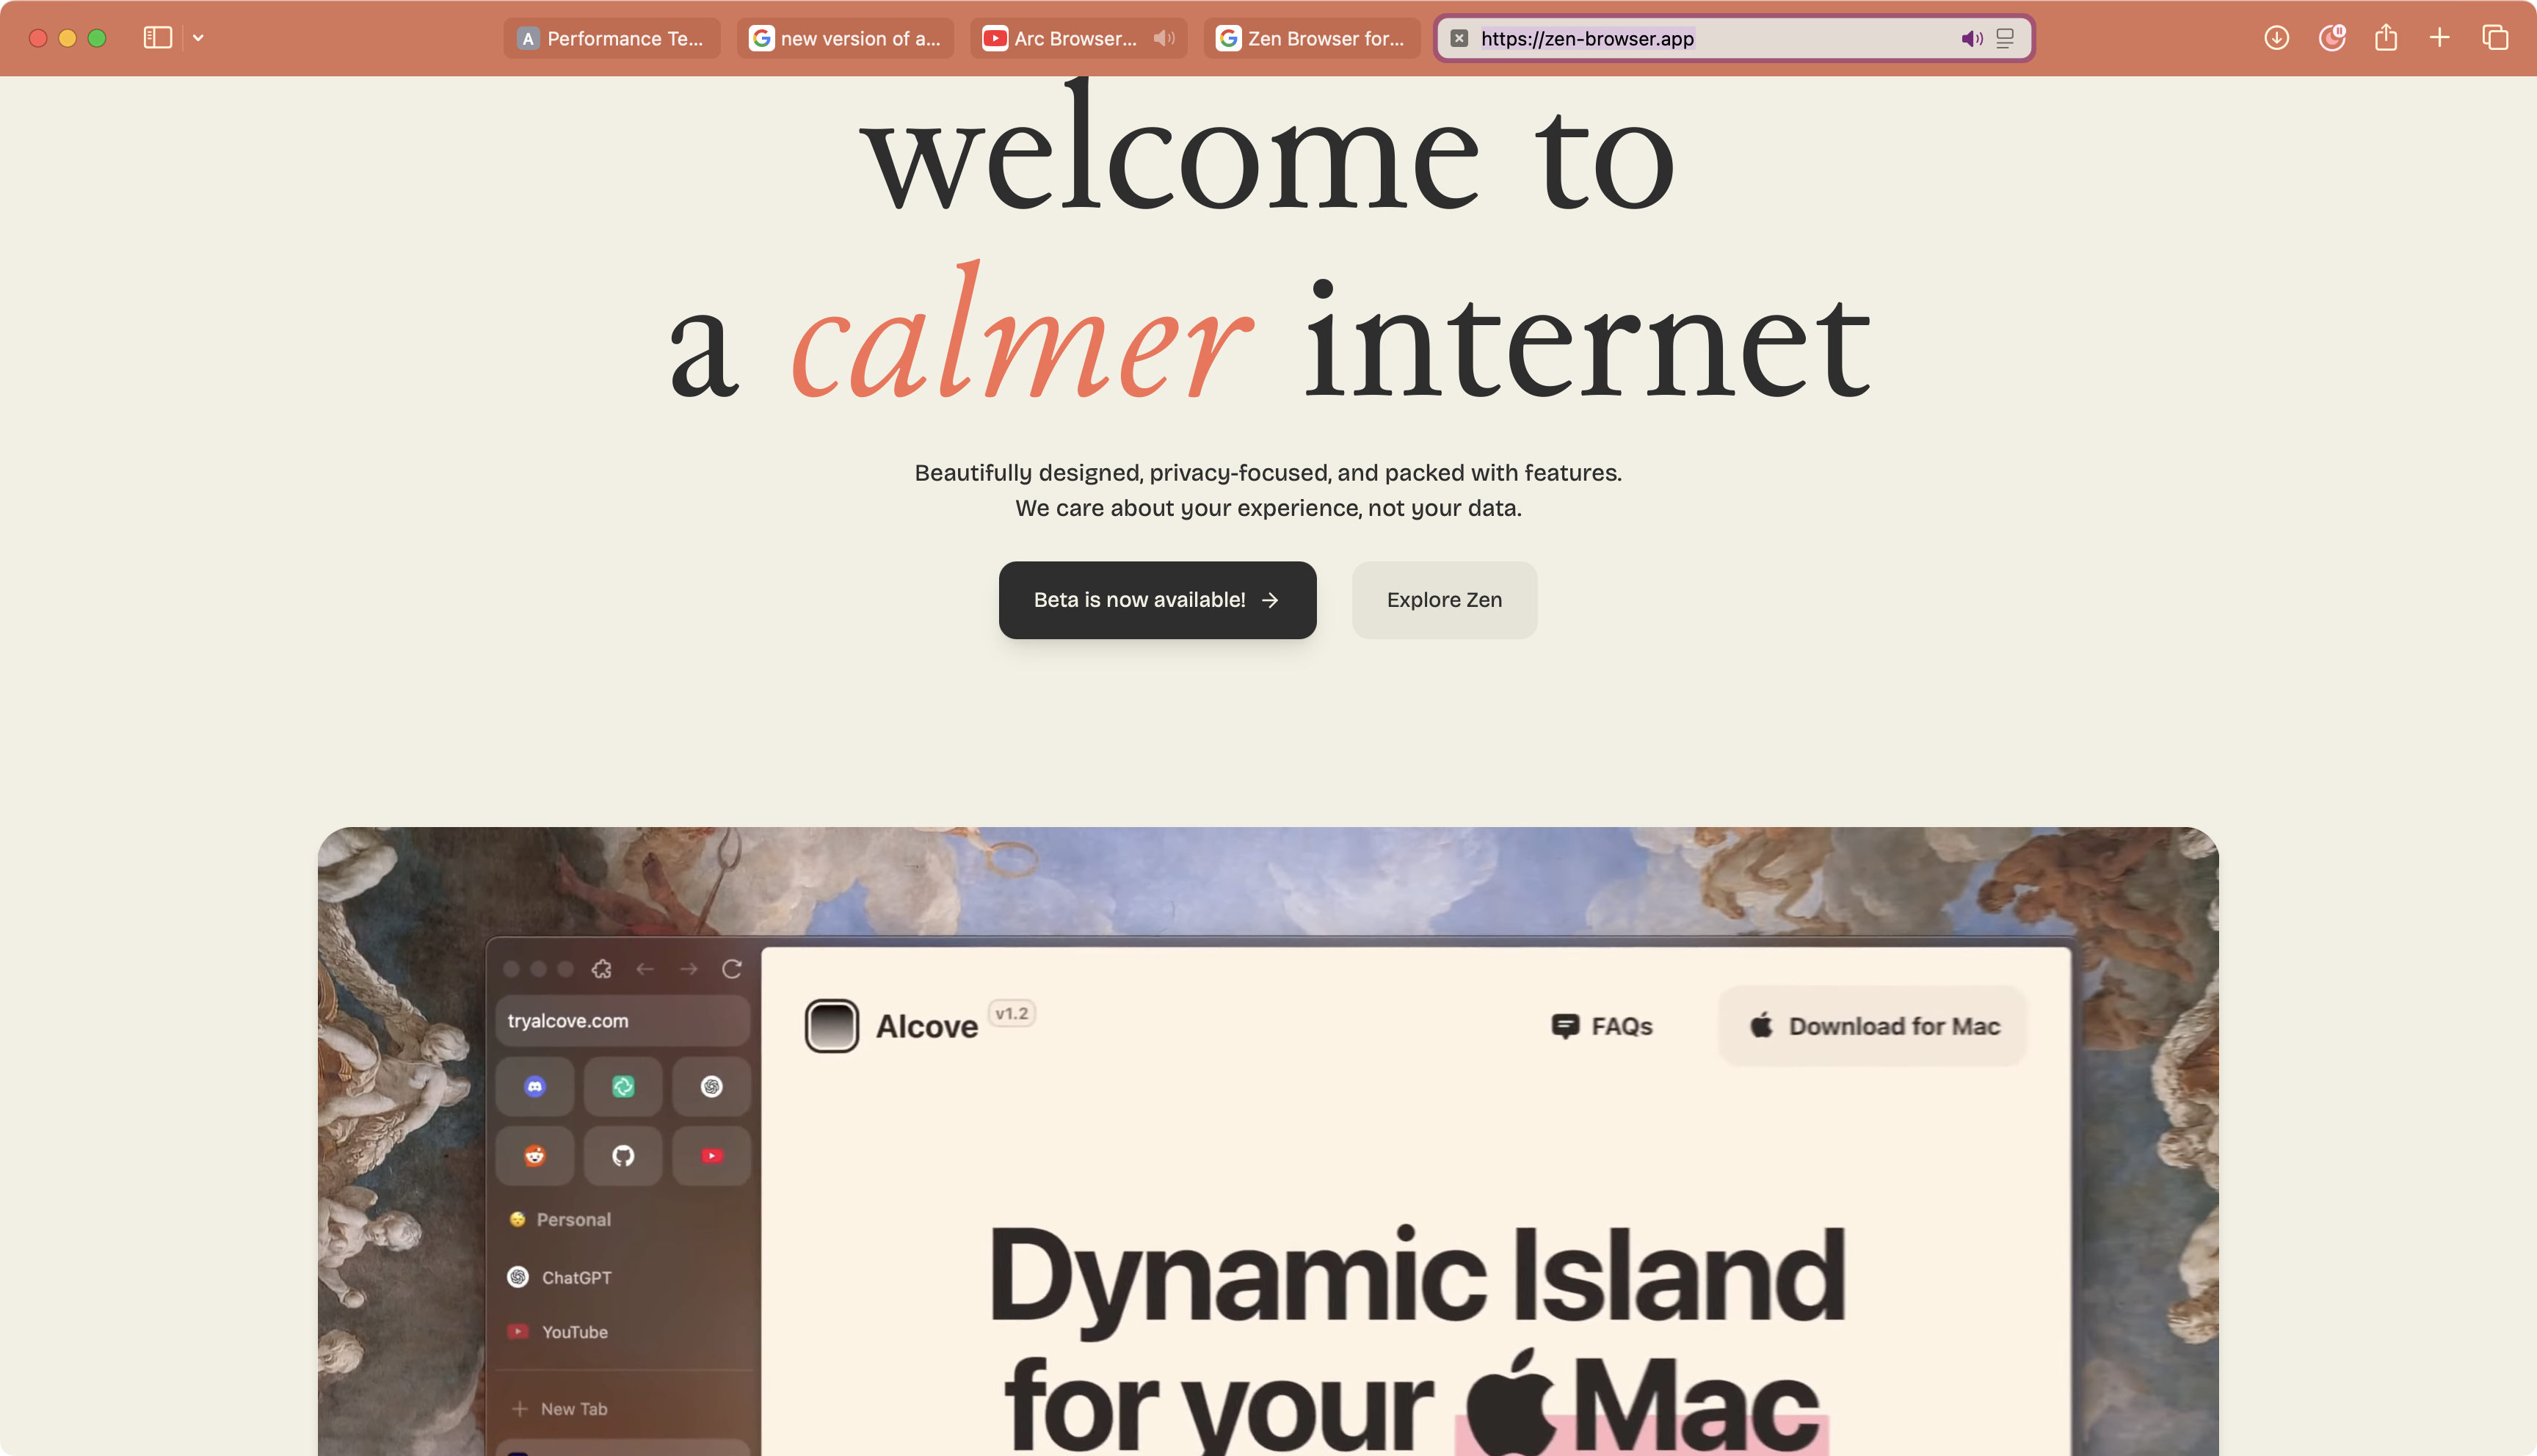 A Performance Te...
new version of a...
Arc Browser...
Zen Browser for...
https://zen-browser.app
welcome to
a calmer internet
Beautifully designed, privacy-focused, and packed with features.
We care about your experience, not your data.
Beta is now available! →
Explore Zen
tryalcove.com
Personal
ChatGPT
YouTube
+ New Tab
Alcove v1.2
FAQs
Download for Mac
Dynamic Island
for your Mac